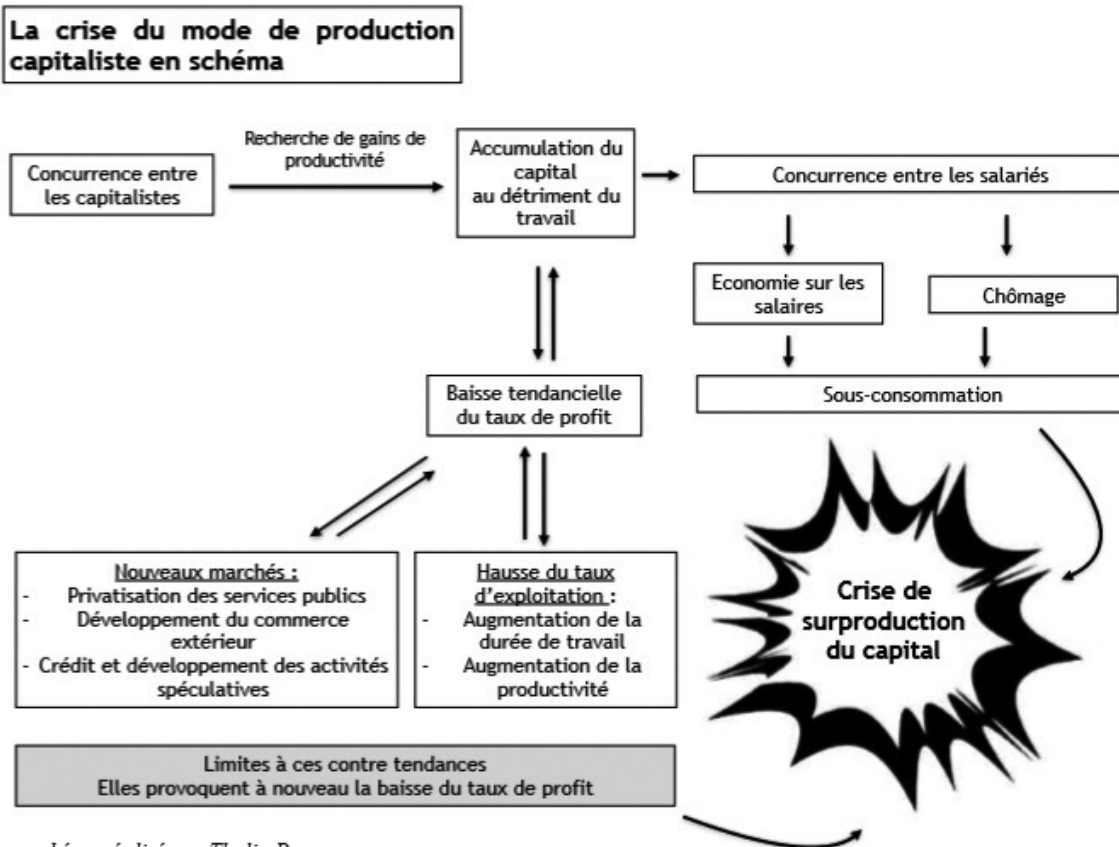 La crise du mode de production
capitaliste en schéma
Recherche de gains de
productivité
Concurrence entre
les capitalistes
Accumulation du
capital
au détriment du
travail
Concurrence entre les salariés
Economie sur les
salaires
Chômage
Baisse tendancielle
du taux de profit
Sous-consommation
Nouveaux marchés :
- Privatisation des services publics
- Développement du commerce
extérieur
- Crédit et développement des activités
spéculatives
Hausse du taux
d’exploitation :
- Augmentation de la
durée de travail
- Augmentation de la
productivité
Crise de
surproduction
du capital
Limites à ces contre tendances
Elles provoquent à nouveau la baisse du taux de profit